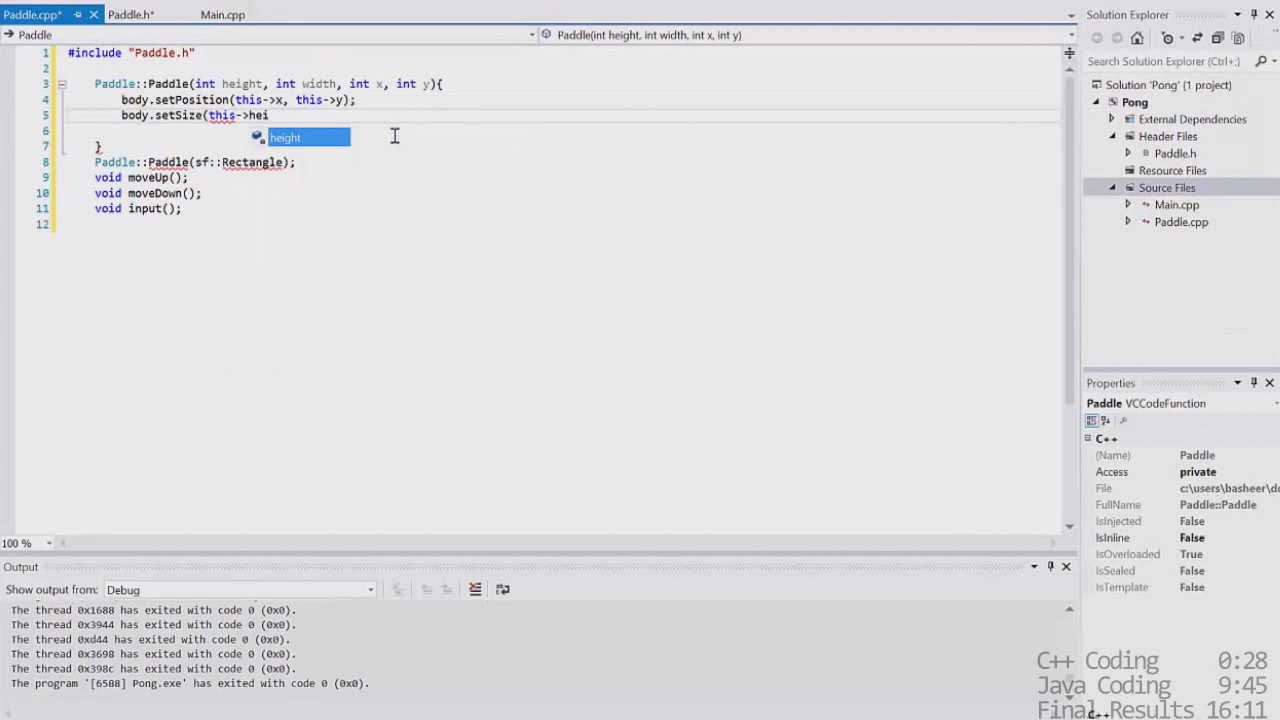 Paddle.cpp*
Paddle.h*
Main.cpp
Paddle
Paddle(int height, int width, int x, int y)
1 #include "Paddle.h"
2
3 Paddle::Paddle(int height, int width, int x, int y){
4 body.setPosition(this->x, this->y);
5 body.setSize(this->hei
6
height
7 }
8 Paddle::Paddle(sf::Rectangle);
9 void moveUp();
10 void moveDown();
11 void input();
12
100 %
Output
Show output from: Debug
The thread 0x1688 has exited with code 0 (0x0).
The thread 0x3944 has exited with code 0 (0x0).
The thread 0xd44 has exited with code 0 (0x0).
The thread 0x3698 has exited with code 0 (0x0).
The thread 0x398c has exited with code 0 (0x0).
The program '[6588] Pong.exe' has exited with code 0 (0x0).
Solution Explorer
Search Solution Explorer (Ctrl+;)
Solution 'Pong' (1 project)
Pong
External Dependencies
Header Files
Paddle.h
Resource Files
Source Files
Main.cpp
Paddle.cpp
Properties
Paddle VCCodeFunction
C++
(Name) Paddle
Access private
File c:\users\basheer\do
FullName Paddle::Paddle
IsInjected False
IsInline False
IsOverloaded True
IsSealed False
IsTemplate False
C++ Coding 0:28
Java Coding 9:45
Final Results 16:11
C++